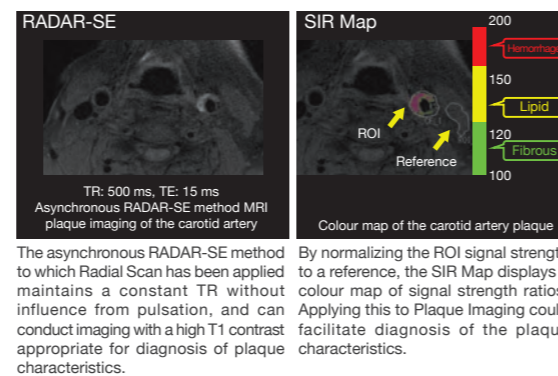 RADAR-SE
TR: 500 ms, TE: 15 ms
Asynchronous RADAR-SE method MRI
plaque imaging of the carotid artery
The asynchronous RADAR-SE method
to which Radial Scan has been applied
maintains a constant TR without
influence from pulsation, and can
conduct imaging with a high T1 contrast
appropriate for diagnosis of plaque
characteristics.
SIR Map
200
Hemorrhage
150
Lipid
120
Fibrous
100
ROI
Reference
Colour map of the carotid artery plaque
By normalizing the ROI signal strength
to a reference, the SIR Map displays
colour map of signal strength ratios
Applying this to Plaque Imaging could
facilitate diagnosis of the plaque
characteristics.